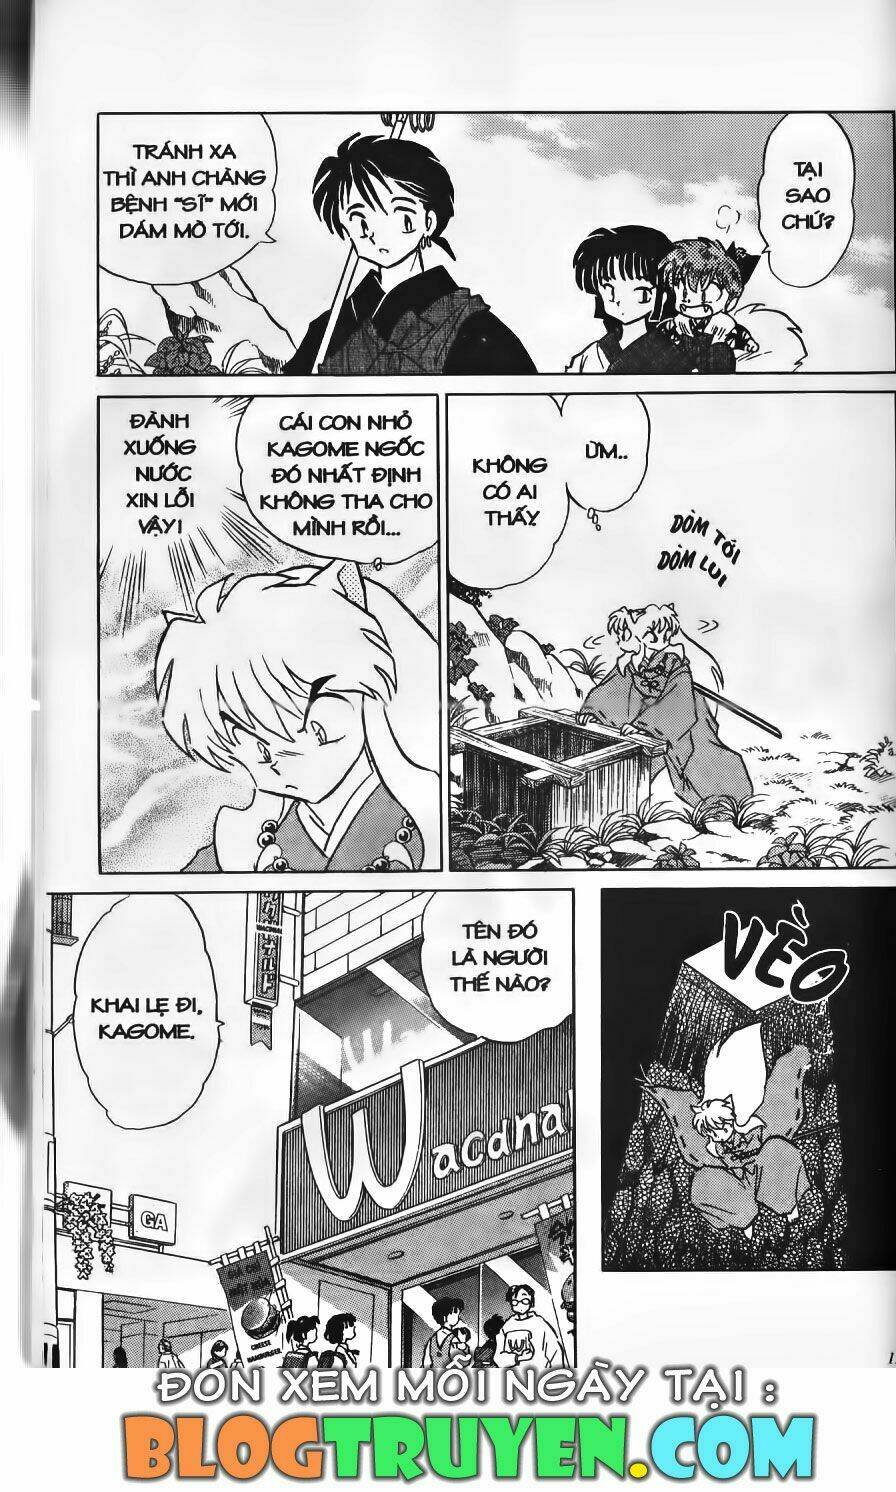 TẠI
SAO
CHỨ?
TRÁNH XA
THÌ ANH CHÀNG
BỆNH "SĨ" MỚI
DÁM MÒ TỚI.
ỪM..
KHÔNG
CÓ AI
THẤY.
DÒM TỚI
DÒM LUI
CÁI CON NHỎ
KAGOME NGỐC
ĐÓ NHẤT ĐỊNH
KHÔNG THA CHO
MÌNH RỒI...
ĐÀNH
XUỐNG
NƯỚC
XIN LỖI
VẬY!
VÈO
TÊN ĐÓ
LÀ NGƯỜI
THẾ NÀO?
KHAI LẸ ĐI,
KAGOME.
Wacdnal
GA
CHEESE
HAMBURGER
W
ĐÓN XEM MỖI NGÀY TẠI :
BLOGTRUYEN.COM